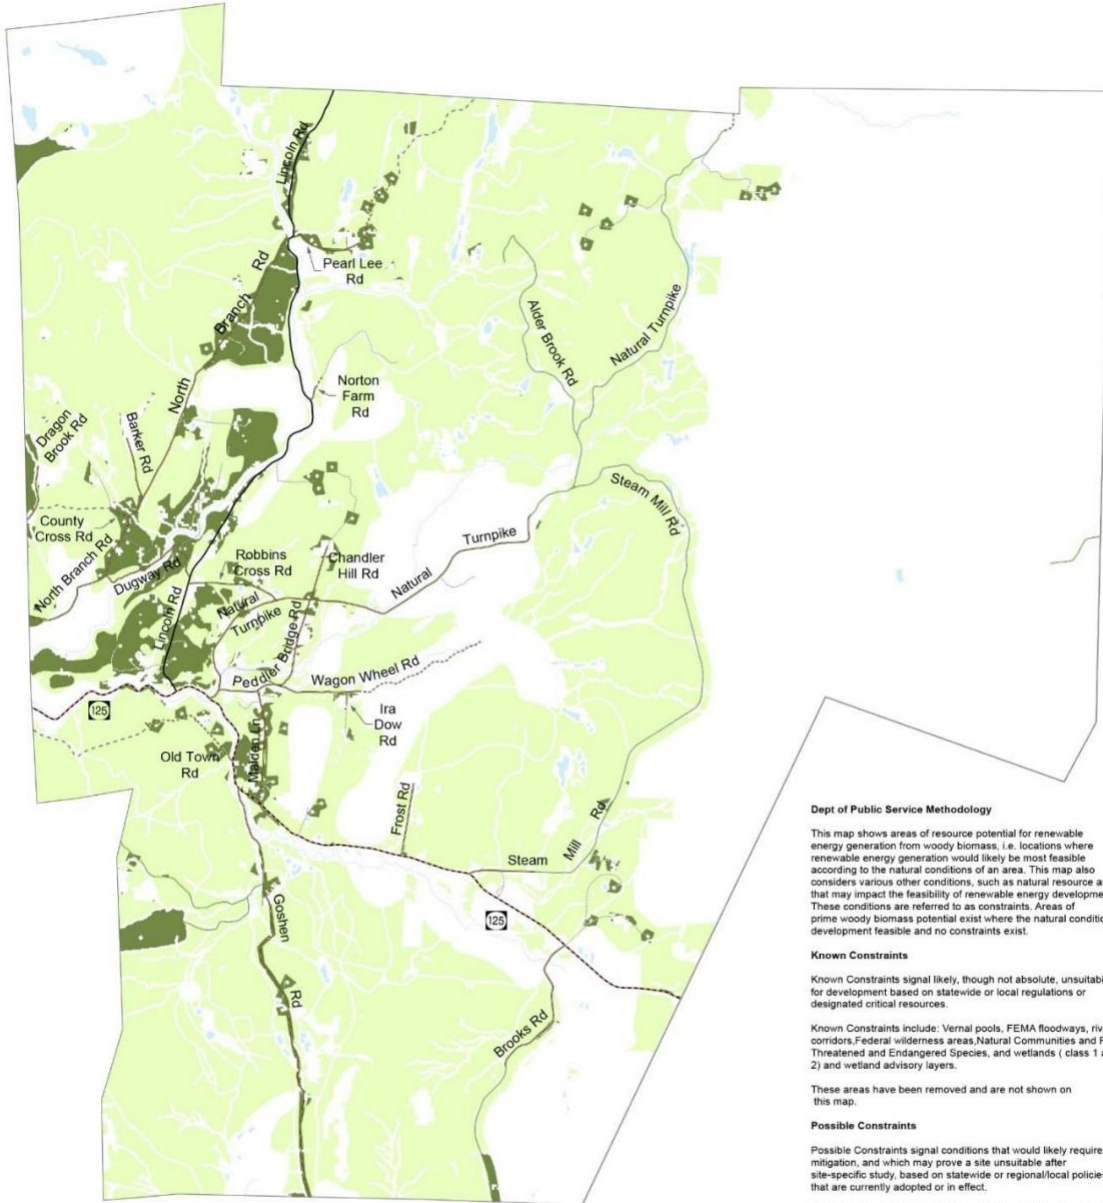 Lincoln Rd
Pearl Lee
Rd
North Branch Rd
Alder Brook Rd
Natural Turnpike
Norton
Farm
Rd
Dragon
Brook Rd
Barker Rd
Steam Mill Rd
County
Cross Rd
Turnpike
Robbins
Cross Rd
Chandler
Hill Rd
North Branch Rd
Dugway Rd
Natural
Lincoln Rd
Natural
Turnpike
Peddler Bridge Rd
Wagon Wheel Rd
125
Ira
Dow
Rd
Old Town
Rd
Maiden Ln
Frost Rd
Steam Mill Rd
Goshen Rd
125
Brooks Rd
Dept of Public Service Methodology
This map shows areas of resource potential for renewable
energy generation from woody biomass, i.e. locations where
renewable energy generation would likely be most feasible
according to the natural conditions of an area. This map also
considers various other conditions, such as natural resource
that may impact the feasibility of renewable energy
These conditions are referred to as constraints. Areas of
prime woody biomass potential exist where the natural
development feasible and no constraints exist.
Known Constraints
Known Constraints signal likely, though not absolute,
for development based on statewide or local regulations or
designated critical resources.
Known Constraints include: Vernal pools, FEMA floodways,
corridors,Federal wilderness areas,Natural Communities and
Threatened and Endangered Species, and wetlands ( class 1
2) and wetland advisory layers.
These areas have been removed and are not shown on
this map.
Possible Constraints
Possible Constraints signal conditions that would likely require
mitigation, and which may prove a site unsuitable after
site-specific study, based on statewide or regional/local policies
that are currently adopted or in effect.